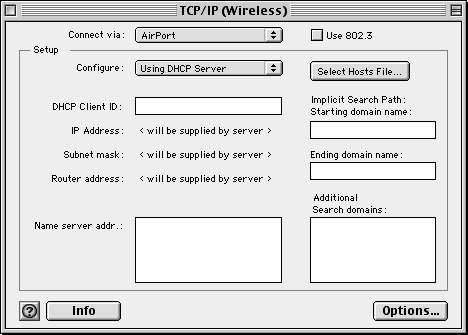 TCP/IP (Wireless)
Connect via: AirPort
Use 802.3
Setup
Configure: Using DHCP Server
Select Hosts File...
DHCP Client ID:
Implicit Search Path:
Starting domain name:
IP Address: < will be supplied by server >
Subnet mask: < will be supplied by server >
Ending domain name:
Router address: < will be supplied by server >
Additional
Search domains:
Name server addr.:
?
Info
Options...